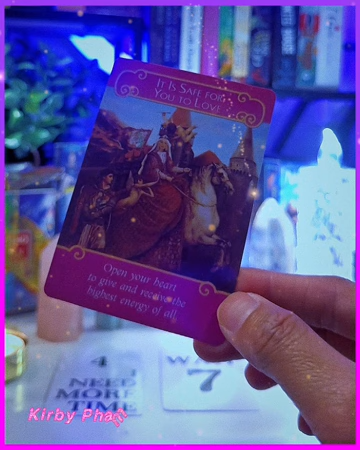 It Is Safe for
You to Love
Open your heart
to give and receive the
highest energy of all.
4
I NEED
MORE
TIME
7
Kirby Pham